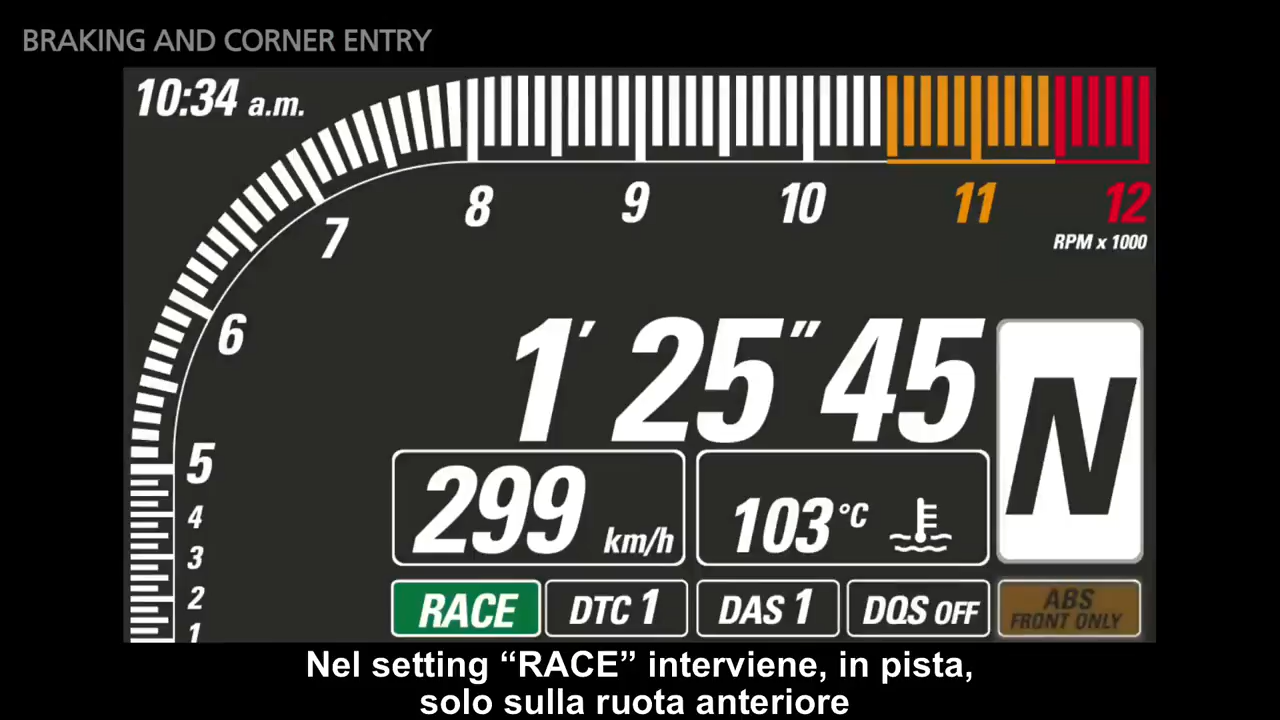 BRAKING AND CORNER ENTRY
10:34 a.m.
8 9 10 11 12
7
RPM x 1000
6
1′ 25″ 45
N
5
299 km/h
103 °C
4
3
2
1
RACE
DTC 1
DAS 1
DQS OFF
ABS
FRONT ONLY
Nel setting “RACE” interviene, in pista,
solo sulla ruota anteriore